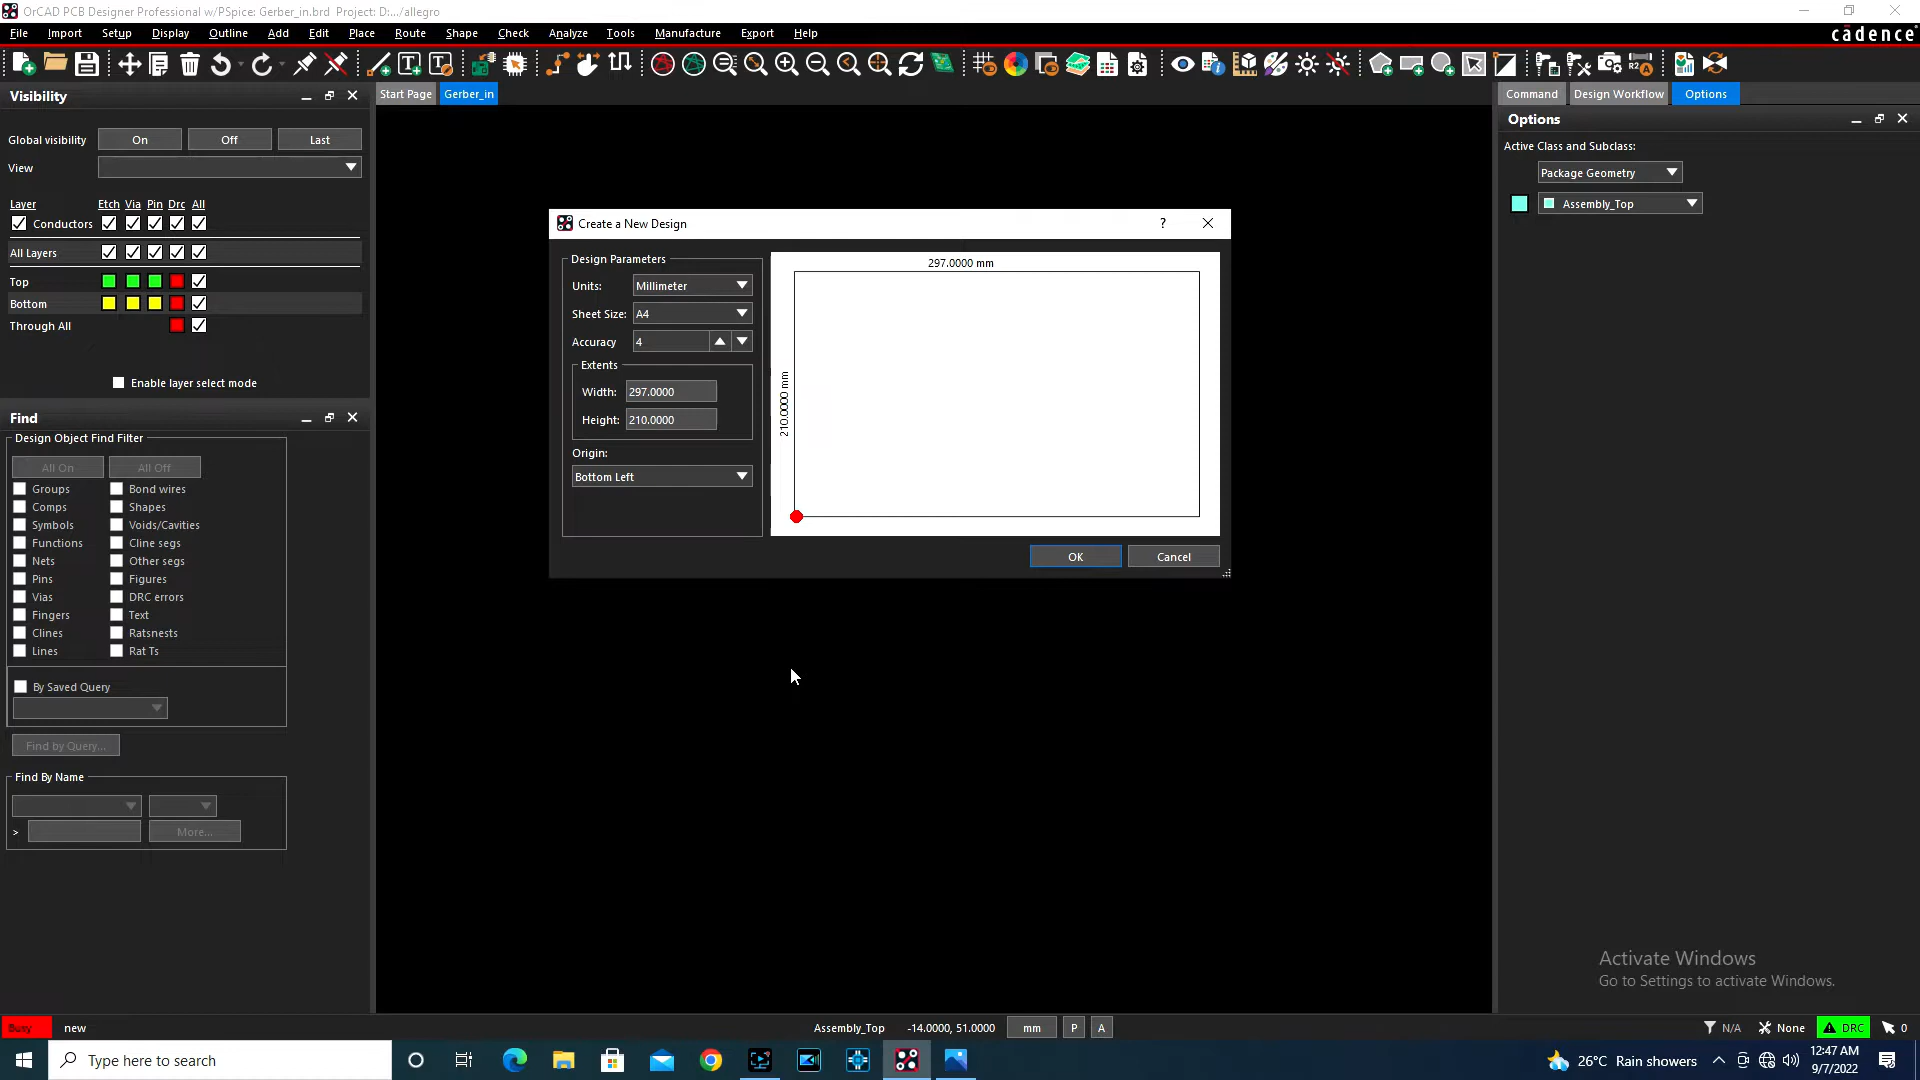 OrCAD PCB Designer Professional w/PSpice: Gerber_in.brd  Project: D:.../allegro
File Import Setup Display Outline Add Edit Place Route Shape Check Analyze Tools Manufacture Export Help
cādence
Visibility
Start Page Gerber_in
Command Design Workflow Options
Options
Global visibility On Off Last
View
Active Class and Subclass:
Package Geometry
Assembly_Top
Layer Etch Via Pin Drc All
Conductors
All Layers
Top
Bottom
Through All
Enable layer select mode
Create a New Design ?
Design Parameters
Units: Millimeter
Sheet Size: A4
Accuracy 4
Extents
Width: 297.0000
Height: 210.0000
Origin:
Bottom Left
297.0000 mm
210.0000 mm
OK Cancel
Find
Design Object Find Filter
All On All Off
Groups Bond wires
Comps Shapes
Symbols Voids/Cavities
Functions Cline segs
Nets Other segs
Pins Figures
Vias DRC errors
Fingers Text
Clines Ratsnests
Lines Rat Ts
By Saved Query
Find by Query...
Find By Name
> More...
Activate Windows
Go to Settings to activate Windows.
Busy new Assembly_Top -14.0000, 51.0000 mm P A N/A None DRC 0
Type here to search
26°C Rain showers
12:47 AM
9/7/2022